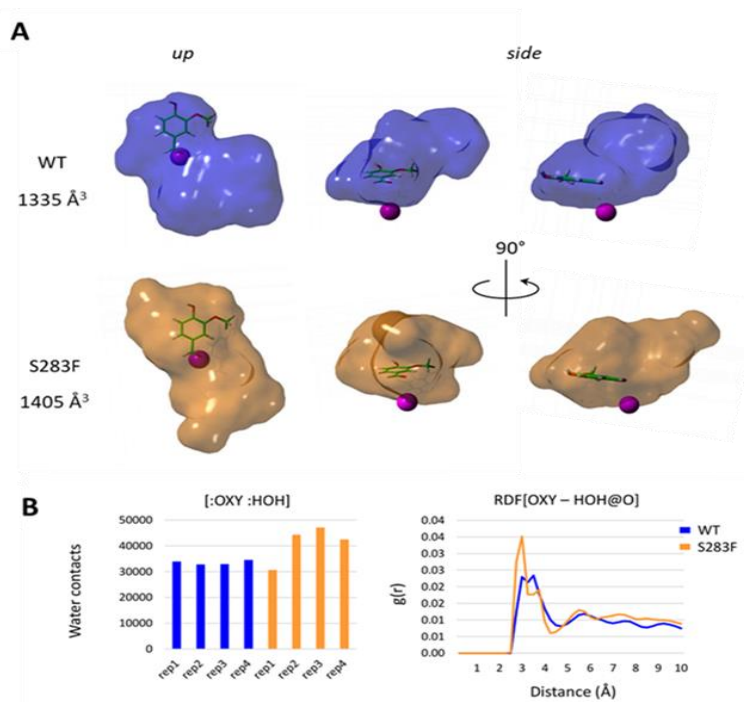 A
up side
WT
1335 Å³
90°
S283F
1405 Å³
B
[:OXY :HOH]
50000
40000
30000
20000
10000
0
Water contacts
rep1 rep2 rep3 rep4 rep1 rep2 rep3 rep4
RDF[OXY – HOH@O]
WT
S283F
0.04
0.04
0.03
0.03
0.02
0.02
0.01
0.01
0.00
g(r)
1 2 3 4 5 6 7 8 9 10
Distance (Å)